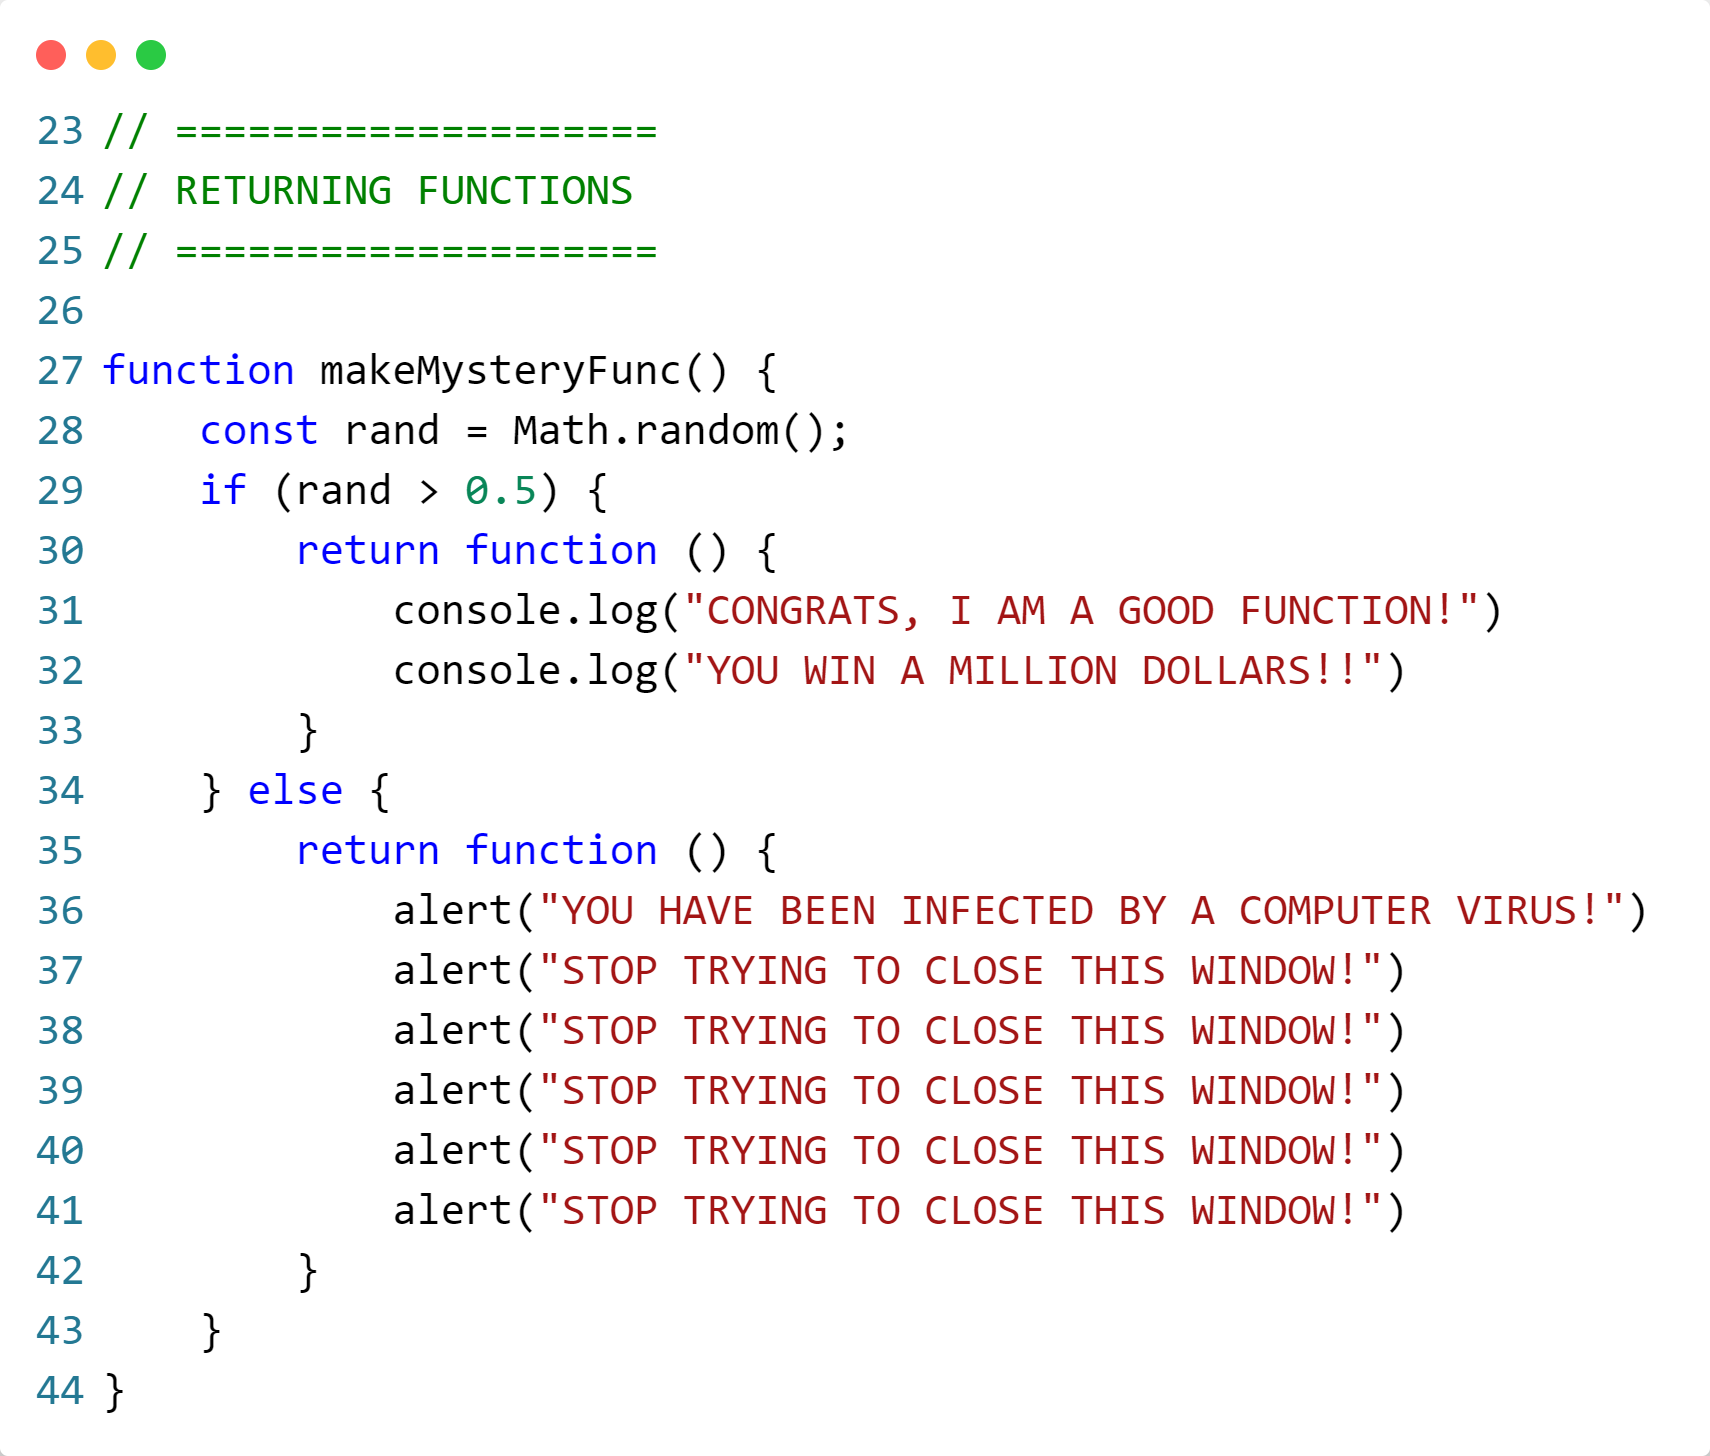 23 // ====================
24 // RETURNING FUNCTIONS
25 // ====================
26
27 function makeMysteryFunc() {
28     const rand = Math.random();
29     if (rand > 0.5) {
30         return function () {
31             console.log("CONGRATS, I AM A GOOD FUNCTION!")
32             console.log("YOU WIN A MILLION DOLLARS!!")
33         }
34     } else {
35         return function () {
36             alert("YOU HAVE BEEN INFECTED BY A COMPUTER VIRUS!")
37             alert("STOP TRYING TO CLOSE THIS WINDOW!")
38             alert("STOP TRYING TO CLOSE THIS WINDOW!")
39             alert("STOP TRYING TO CLOSE THIS WINDOW!")
40             alert("STOP TRYING TO CLOSE THIS WINDOW!")
41             alert("STOP TRYING TO CLOSE THIS WINDOW!")
42         }
43     }
44 }